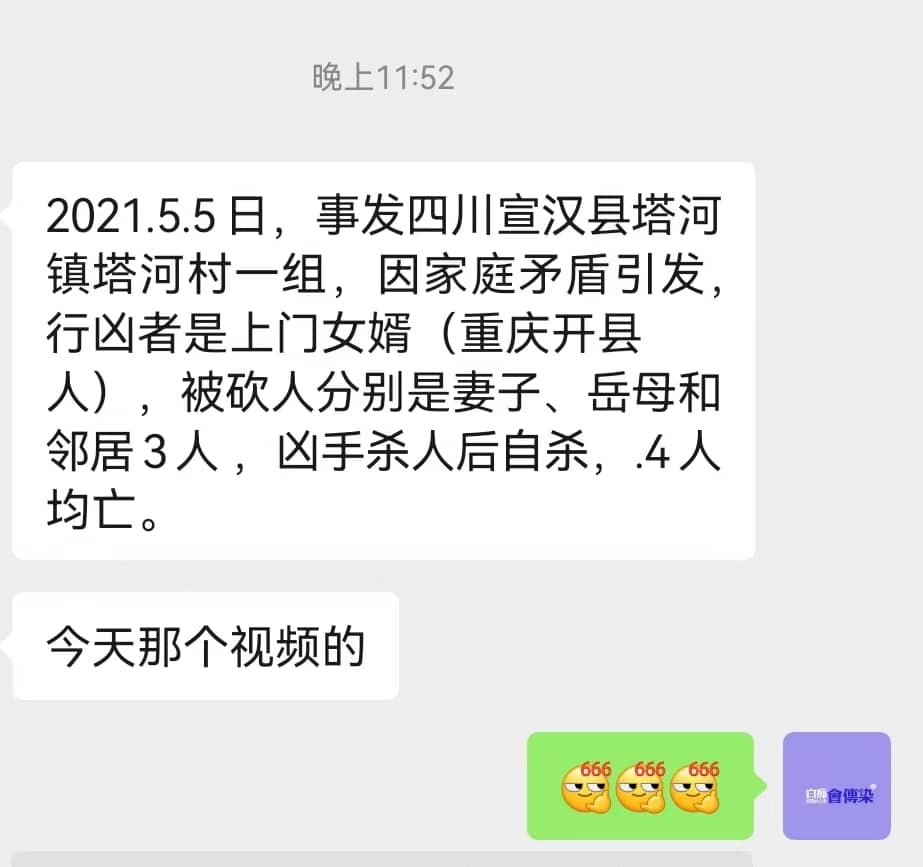 晚上11:52
2021.5.5日，事发四川宣汉县塔河
镇塔河村一组，因家庭矛盾引发，
行凶者是上门女婿（重庆开县
人），被砍人分别是妻子、岳母和
邻居3人，凶手杀人后自杀，.4人
均亡。
今天那个视频的
666 666 666
白痴
會傳染